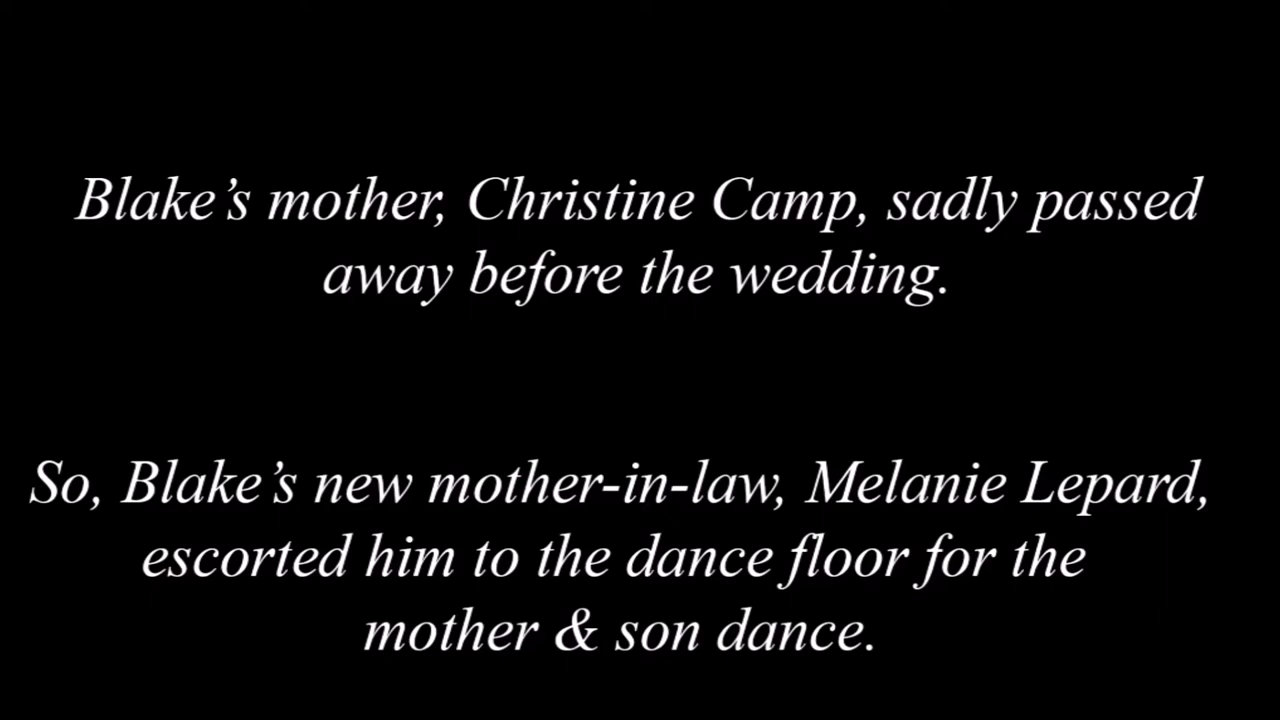 Blake’s mother, Christine Camp, sadly passed
away before the wedding.
So, Blake’s new mother-in-law, Melanie Lepard,
escorted him to the dance floor for the
mother & son dance.